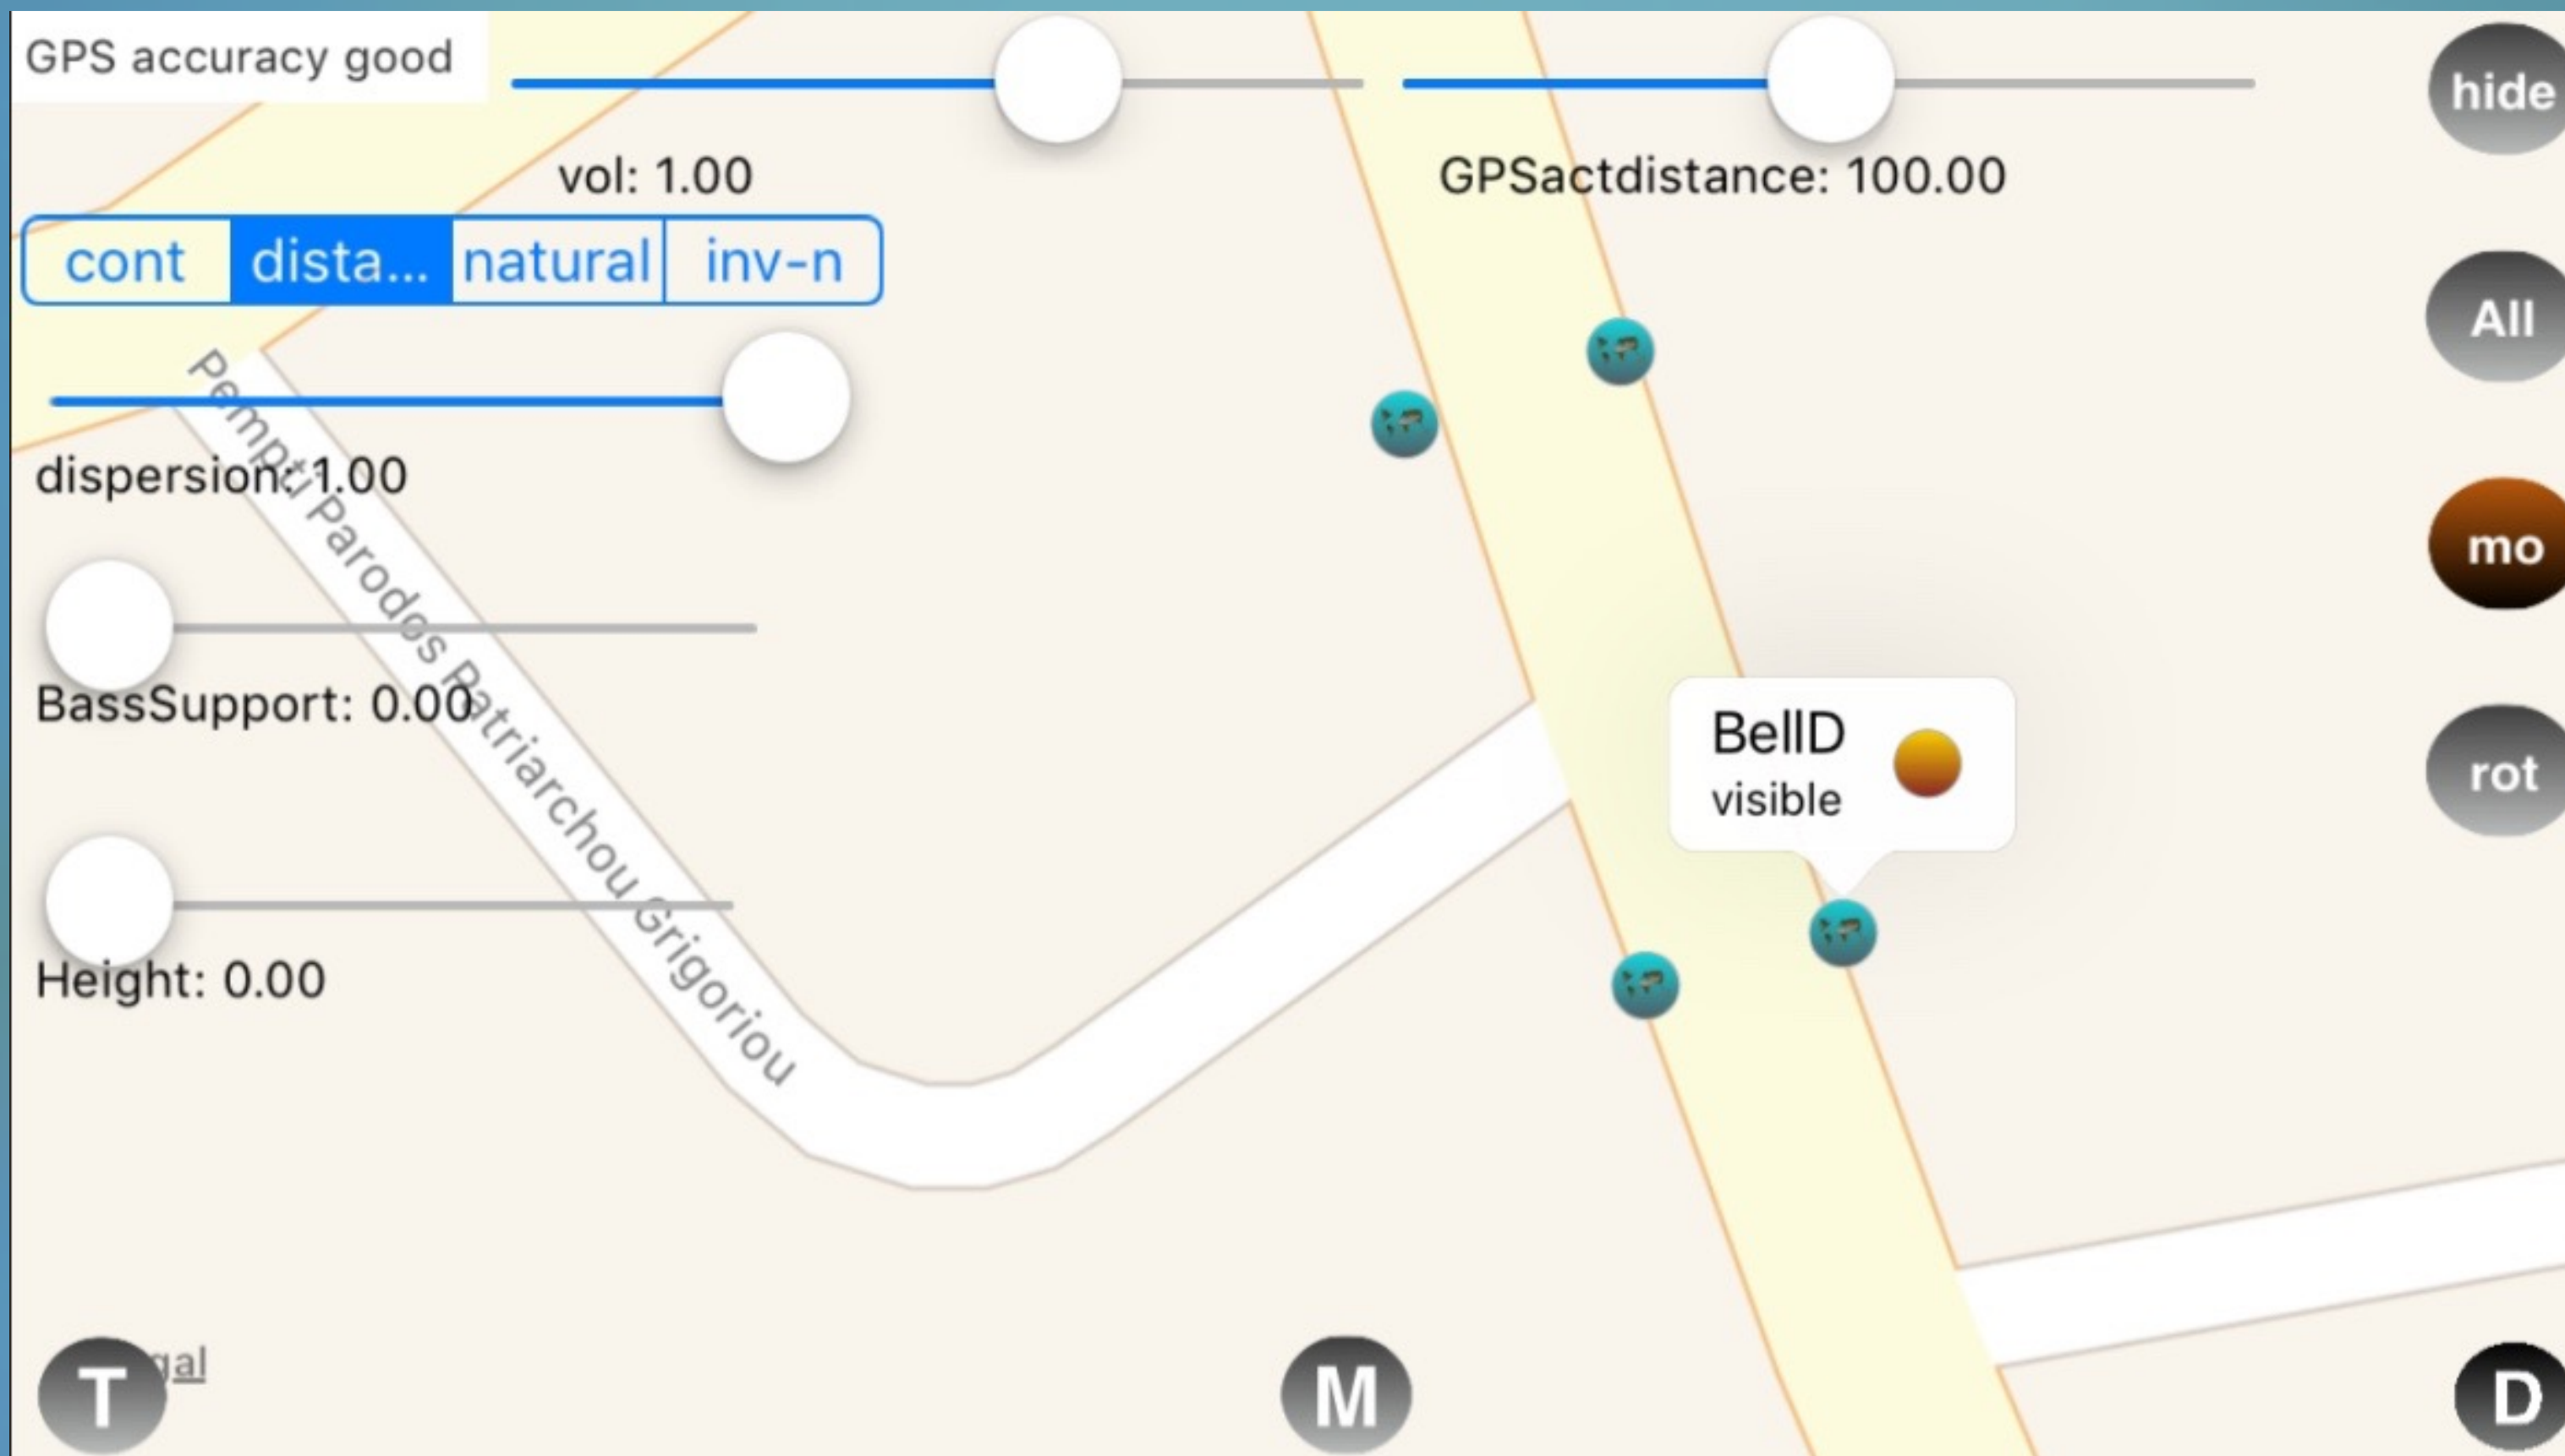 GPS accuracy good
hide
vol: 1.00
GPSactdistance: 100.00
cont
dista...
natural
inv-n
All
Pempti Parodos Patriarchou Grigoriou
dispersion: 1.00
mo
BassSupport: 0.00
BellD
visible
rot
Height: 0.00
gal
T
M
D